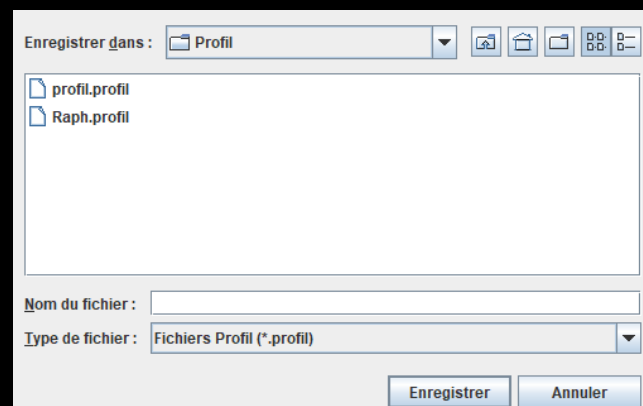 Enregistrer dans : Profil
profil.profil
Raph.profil
Nom du fichier :
Type de fichier : Fichiers Profil (*.profil)
Enregistrer Annuler